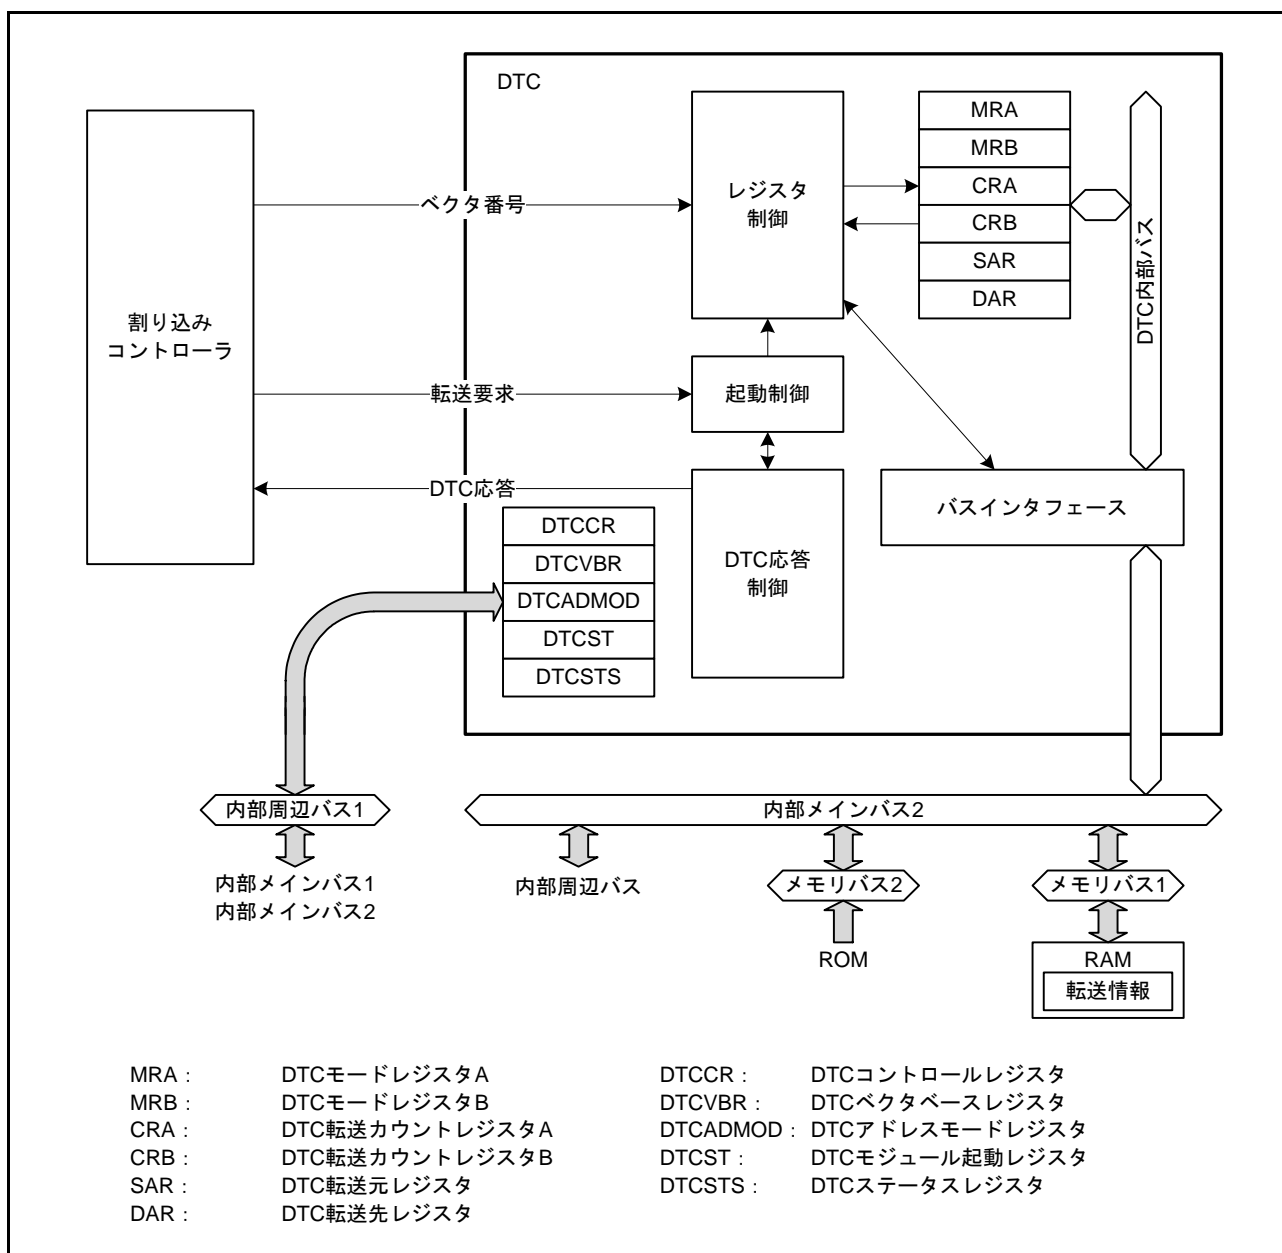 DTC
MRA
MRB
CRA
CRB
SAR
DAR
レジスタ
制御
ベクタ番号
DTC内部バス
割り込み
コントローラ
転送要求
起動制御
DTC応答
バスインタフェース
DTCCR
DTCVBR
DTCADMOD
DTCST
DTCSTS
DTC応答
制御
内部周辺バス1
内部メインバス2
内部メインバス1
内部メインバス2
内部周辺バス
メモリバス2
メモリバス1
ROM
RAM
転送情報
MRA： DTCモードレジスタA
MRB： DTCモードレジスタB
CRA： DTC転送カウントレジスタA
CRB： DTC転送カウントレジスタB
SAR： DTC転送元レジスタ
DAR： DTC転送先レジスタ
DTCCR： DTCコントロールレジスタ
DTCVBR： DTCベクタベースレジスタ
DTCADMOD： DTCアドレスモードレジスタ
DTCST： DTCモジュール起動レジスタ
DTCSTS： DTCステータスレジスタ